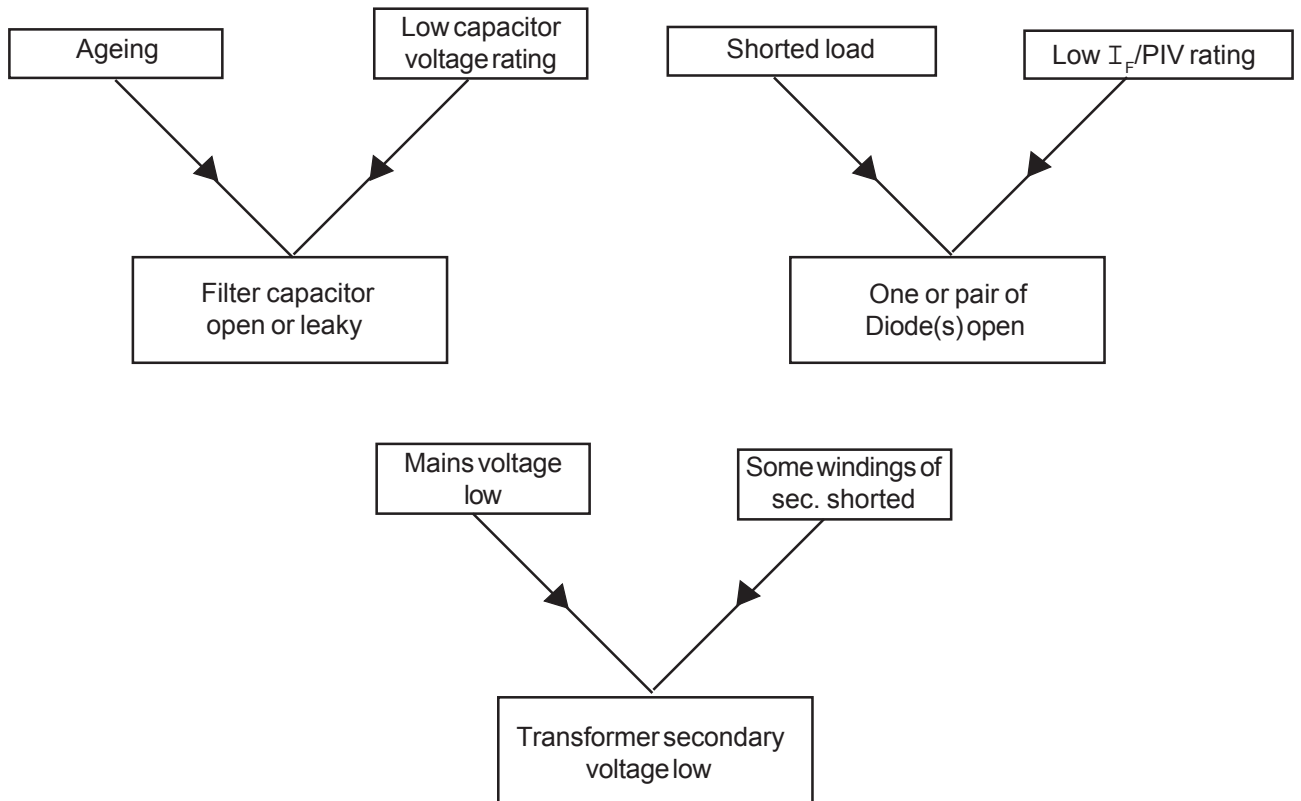 Ageing
Low capacitor
voltage rating
Shorted load
Low I_F/PIV rating
Filter capacitor
open or leaky
One or pair of
Diode(s) open
Mains voltage
low
Some windings of
sec. shorted
Transformer secondary
voltage low